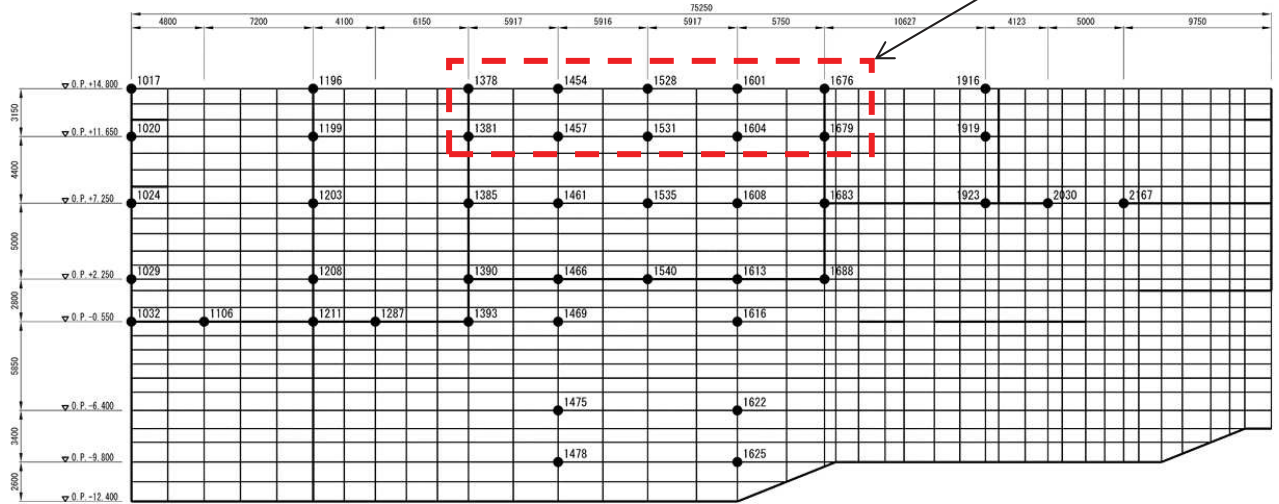 75250
4800 7200 4100 6150 5917 5916 5917 5750 10627 4123 5000 9750
▽ O.P.+14.800 1017 1196 1378 1454 1528 1601 1676 1916
3150
▽ O.P.+11.650 1020 1199 1381 1457 1531 1604 1679 1919
4400
▽ O.P.+7.250 1024 1203 1385 1461 1535 1608 1683 1923 2030 2167
5000
▽ O.P.+2.250 1029 1208 1390 1466 1540 1613 1688
2800
▽ O.P.-0.550 1032 1106 1211 1287 1393 1469 1616
5850
▽ O.P.-6.400 1475 1622
3400
▽ O.P.-9.800 1478 1625
2600
▽ O.P.-12.400